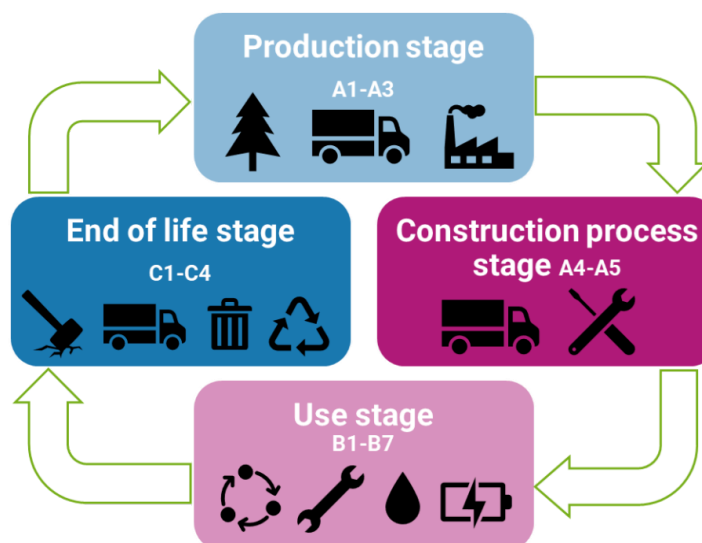 Production stage
A1-A3
End of life stage
C1-C4
Construction process
stage A4-A5
Use stage
B1-B7